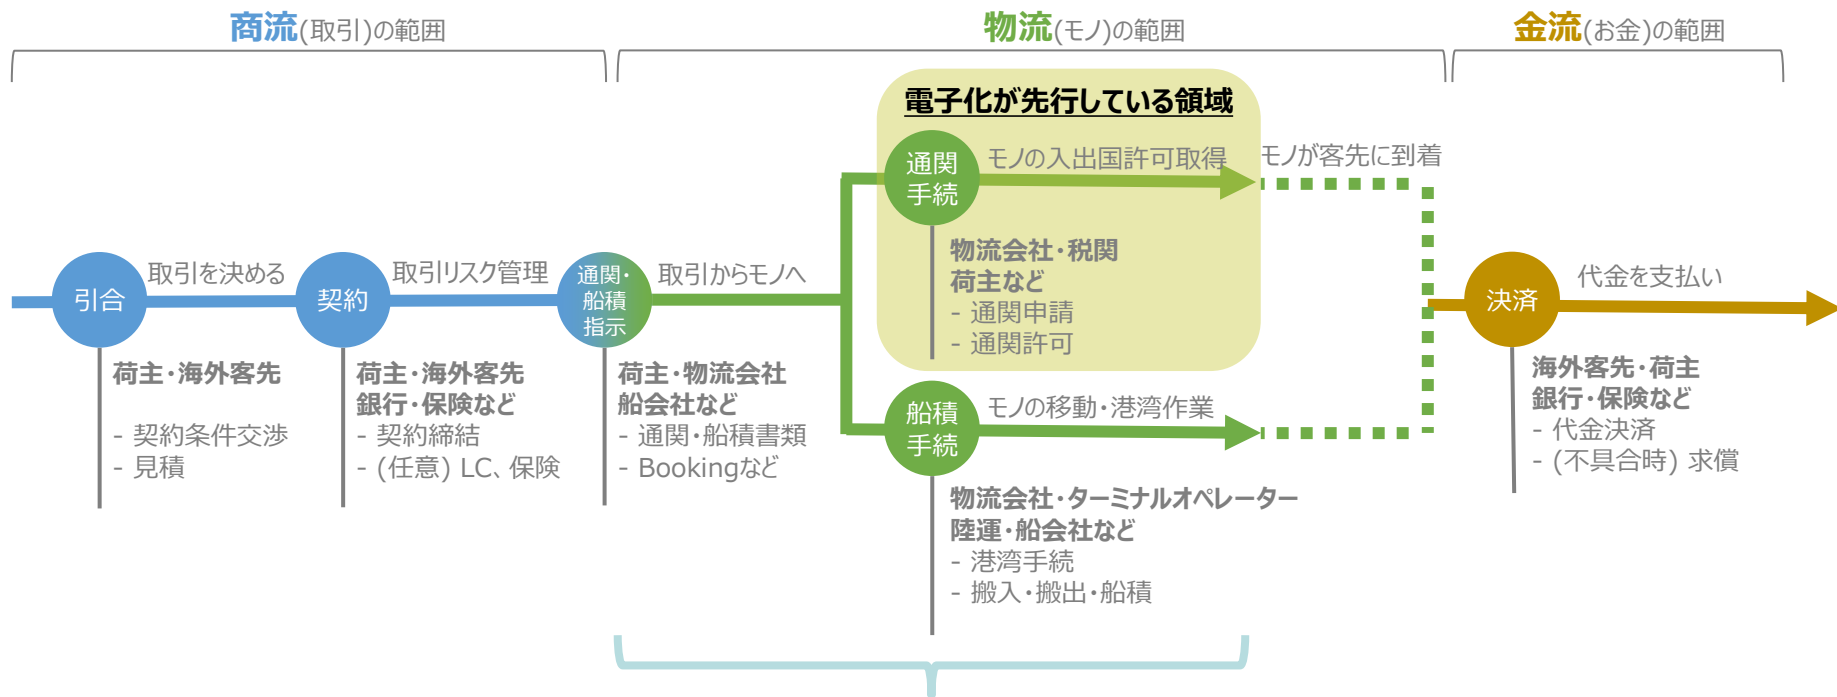 商流(取引)の範囲
物流(モノ)の範囲
金流(お金)の範囲
電子化が先行している領域
通関
手続
モノの入出国許可取得
モノが客先に到着
物流会社・税関
荷主など
- 通関申請
- 通関許可
引合
取引を決める
契約
取引リスク管理
通関・
船積
指示
取引からモノへ
決済
代金を支払い
荷主・海外客先
- 契約条件交渉
- 見積
荷主・海外客先
銀行・保険など
- 契約締結
- (任意) LC、保険
荷主・物流会社
船会社など
- 通関・船積書類
- Bookingなど
船積
手続
モノの移動・港湾作業
物流会社・ターミナルオペレーター
陸運・船会社など
- 港湾手続
- 搬入・搬出・船積
海外客先・荷主
銀行・保険など
- 代金決済
- (不具合時) 求償